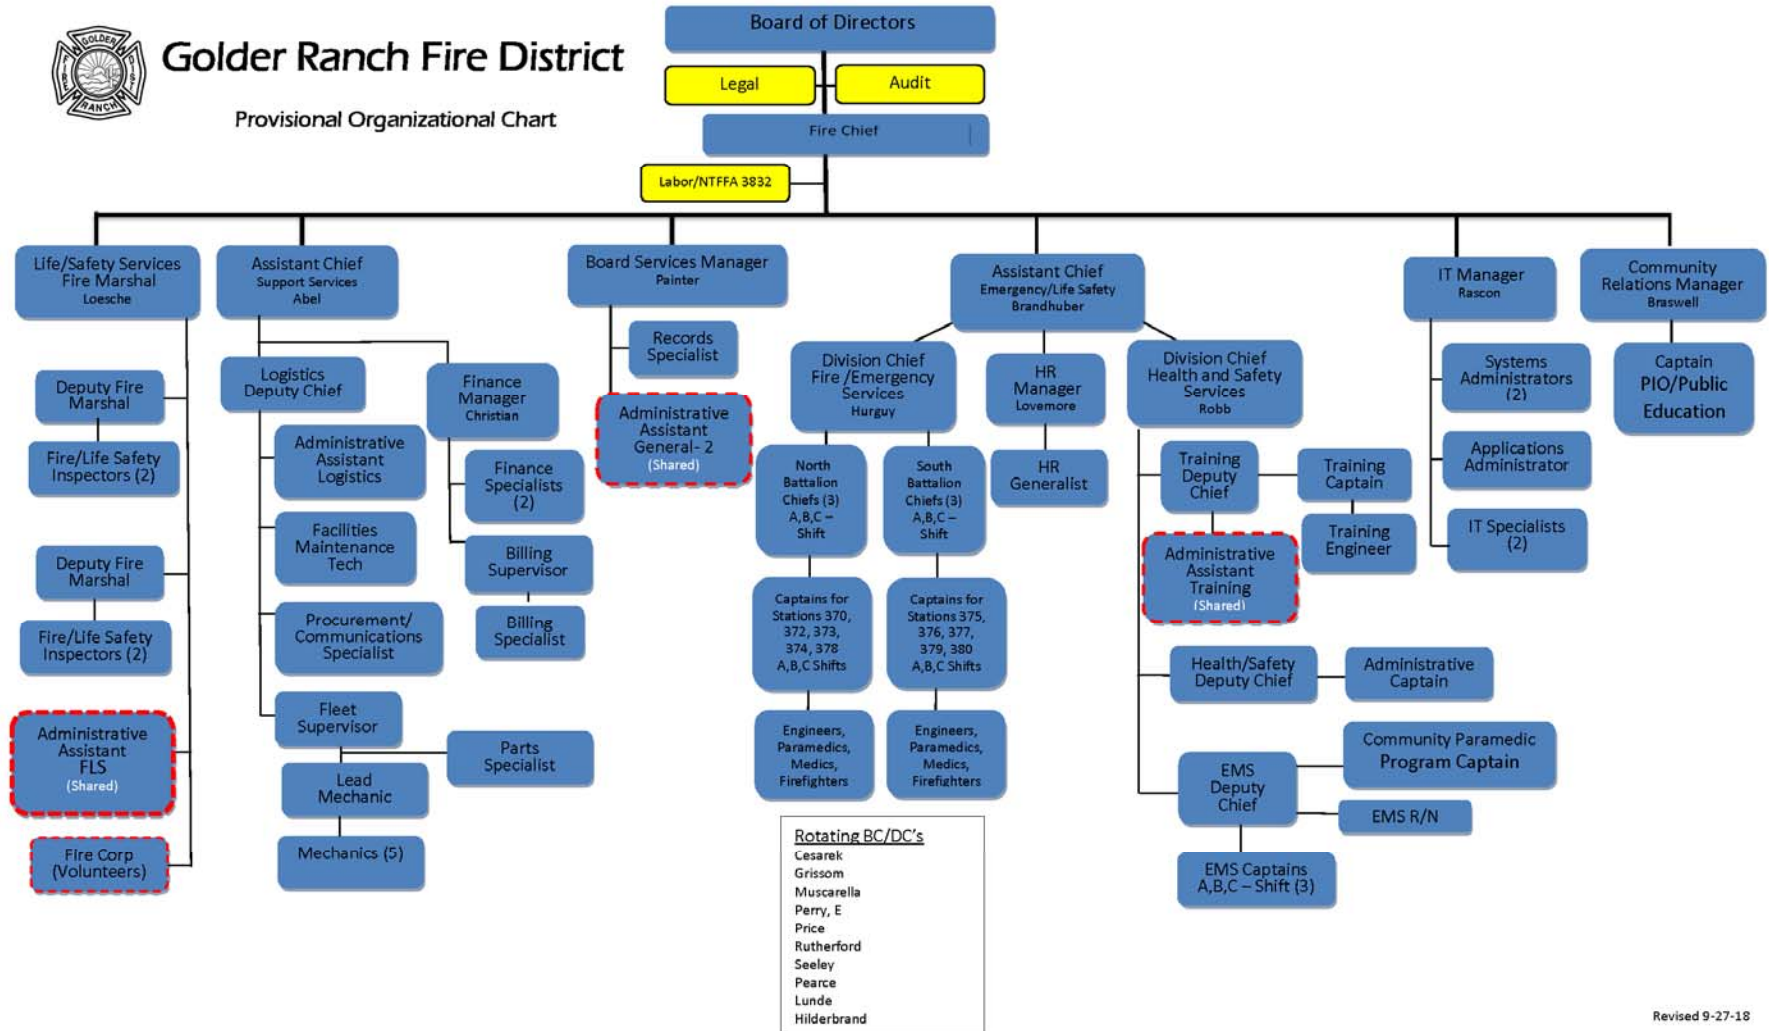 GOLDER
FIRE
DIST
RANCH
Golder Ranch Fire District
Provisional Organizational Chart
Board of Directors
Legal
Audit
Fire Chief
Labor/NTFFA 3832
Life/Safety Services
Fire Marshal
Loesche
Deputy Fire
Marshal
Fire/Life Safety
Inspectors (2)
Deputy Fire
Marshal
Fire/Life Safety
Inspectors (2)
Administrative
Assistant
FLS
(Shared)
Fire Corp
(Volunteers)
Assistant Chief
Support Services
Abel
Logistics
Deputy Chief
Administrative
Assistant
Logistics
Facilities
Maintenance
Tech
Procurement/
Communications
Specialist
Fleet
Supervisor
Parts
Specialist
Lead
Mechanic
Mechanics (5)
Finance
Manager
Christian
Finance
Specialists
(2)
Billing
Supervisor
Billing
Specialist
Board Services Manager
Painter
Records
Specialist
Administrative
Assistant
General- 2
(Shared)
Assistant Chief
Emergency/Life Safety
Brandhuber
Division Chief
Fire /Emergency
Services
Hurguy
North
Battalion
Chiefs (3)
A,B,C –
Shift
Captains for
Stations 370,
372, 373,
374, 378
A,B,C Shifts
Engineers,
Paramedics,
Medics,
Firefighters
South
Battalion
Chiefs (3)
A,B,C –
Shift
Captains for
Stations 375,
376, 377,
379, 380
A,B,C Shifts
Engineers,
Paramedics,
Medics,
Firefighters
HR
Manager
Lovemore
HR
Generalist
Division Chief
Health and Safety
Services
Robb
Training
Deputy
Chief
Training
Captain
Training
Engineer
Administrative
Assistant
Training
(Shared)
Health/Safety
Deputy Chief
Administrative
Captain
EMS
Deputy
Chief
Community Paramedic
Program Captain
EMS R/N
EMS Captains
A,B,C – Shift (3)
IT Manager
Rascon
Systems
Administrators
(2)
Applications
Administrator
IT Specialists
(2)
Community
Relations Manager
Braswell
Captain
PIO/Public
Education
Rotating BC/DC's
Cesarek
Grissom
Muscarella
Perry, E
Price
Rutherford
Seeley
Pearce
Lunde
Hilderbrand
Revised 9-27-18